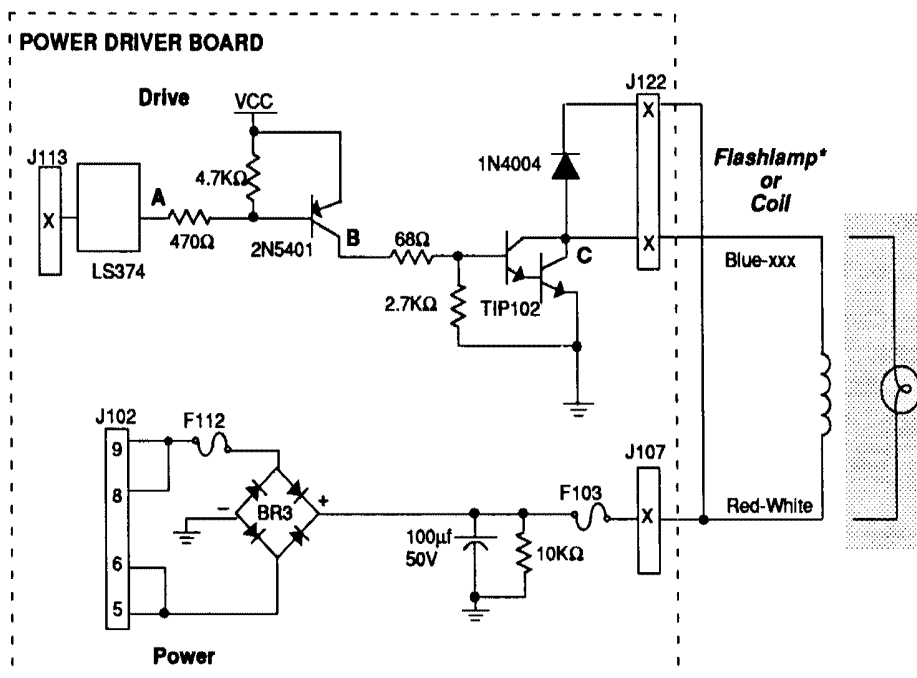 POWER DRIVER BOARD
Drive
VCC
J122
J113
X
1N4004
Flashlamp*
or
Coil
4.7KΩ
A
X
470Ω
2N5401
B
68Ω
X
C
Blue-xxx
LS374
2.7KΩ
TIP102
J102
F112
9
8
BR3
−
+
J107
F103
X
Red-White
100µf
50V
10KΩ
6
5
Power